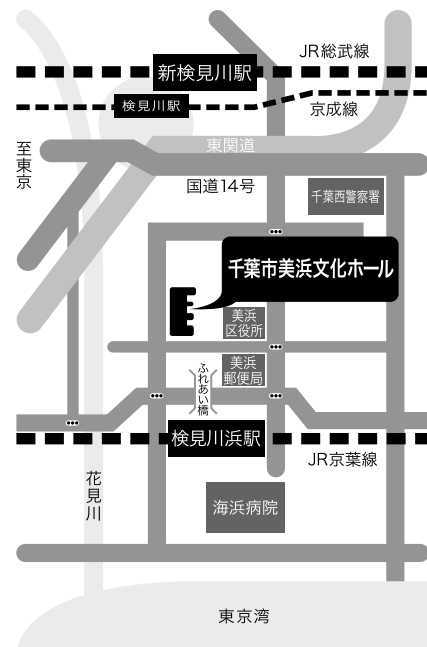 JR総武線
新検見川駅
検見川駅
京成線
至東京
東関道
国道14号
千葉西警察署
千葉市美浜文化ホール
美浜
区役所
美浜
郵便局
ふれあい橋
検見川浜駅
JR京葉線
花見川
海浜病院
東京湾